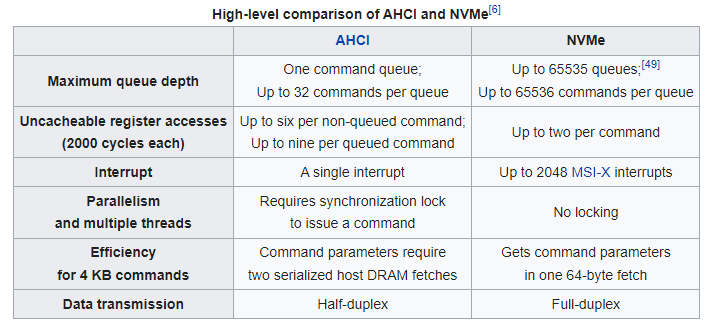 High-level comparison of AHCI and NVMe[6]
AHCI
NVMe
Maximum queue depth
One command queue;
Up to 32 commands per queue
Up to 65535 queues;[49]
Up to 65536 commands per queue
Uncacheable register accesses
(2000 cycles each)
Up to six per non-queued command;
Up to nine per queued command
Up to two per command
Interrupt
A single interrupt
Up to 2048 MSI-X interrupts
Parallelism
and multiple threads
Requires synchronization lock
to issue a command
No locking
Efficiency
for 4 KB commands
Command parameters require
two serialized host DRAM fetches
Gets command parameters
in one 64-byte fetch
Data transmission
Half-duplex
Full-duplex